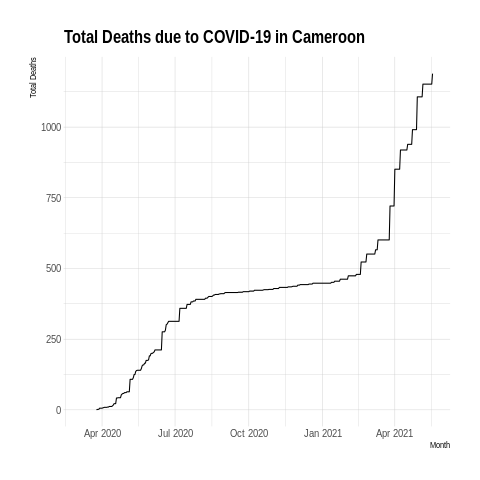 Total Deaths due to COVID-19 in Cameroon
Total Deaths
1000
750
500
250
0
Apr 2020 Jul 2020 Oct 2020 Jan 2021 Apr 2021
Month